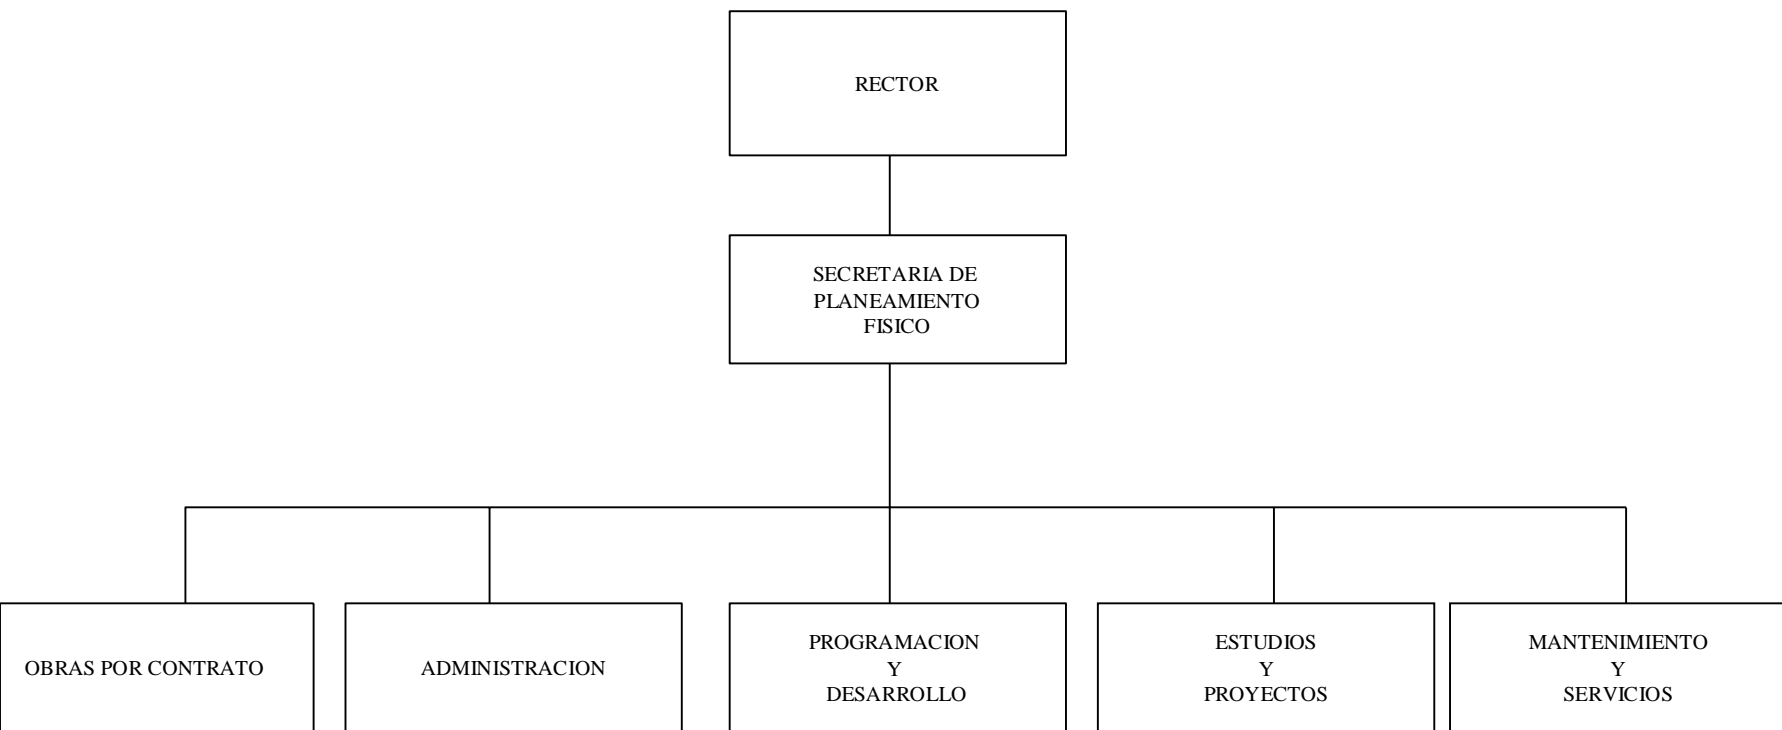 RECTOR
SECRETARIA DE
PLANEAMIENTO
FISICO
OBRAS POR CONTRATO
ADMINISTRACION
PROGRAMACION
Y
DESARROLLO
ESTUDIOS
Y
PROYECTOS
MANTENIMIENTO
Y
SERVICIOS